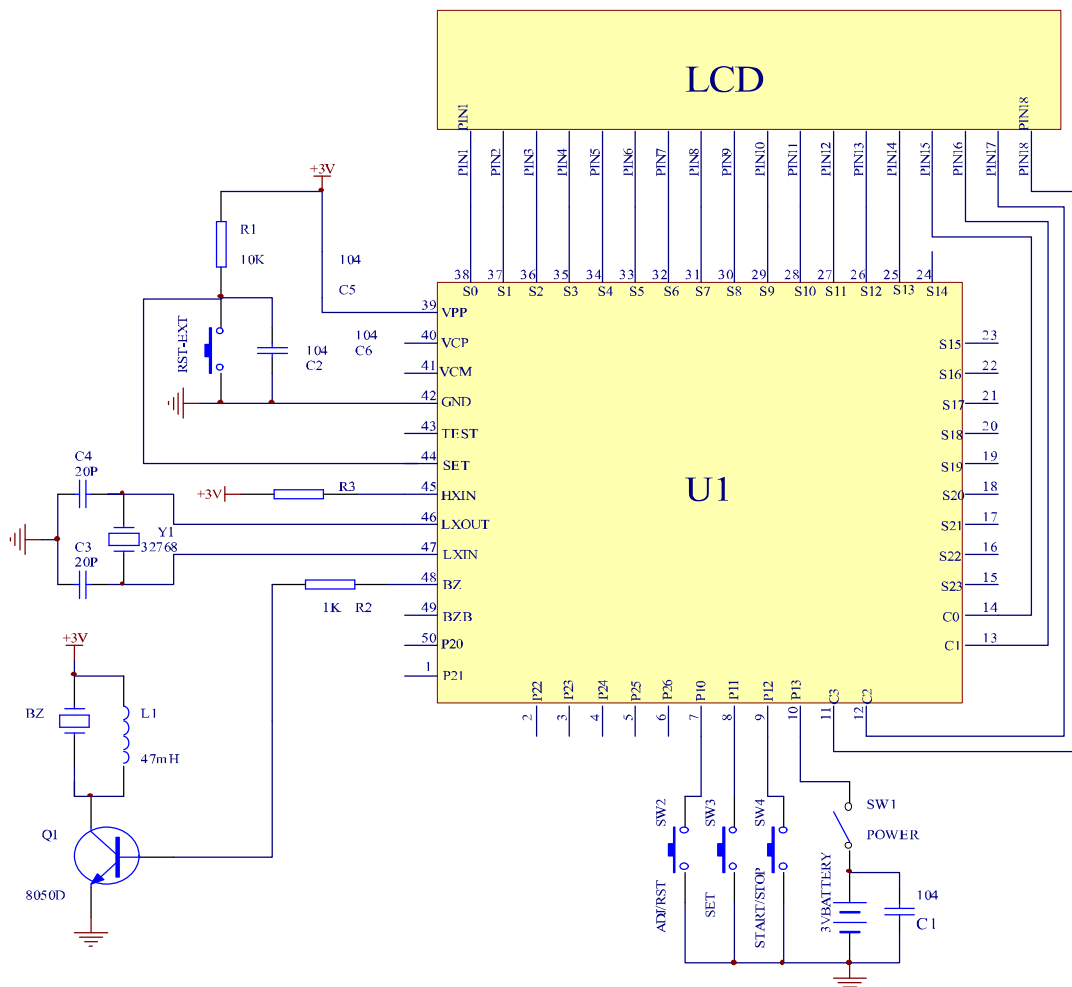 LCD
PIN1
PIN18
PIN1
PIN2
PIN3
PIN4
PIN5
PIN6
PIN7
PIN8
PIN9
PIN10
PIN11
PIN12
PIN13
PIN14
PIN15
PIN16
PIN17
PIN18
+3V
R1
10K
104
C5
104
C6
RST-EXT
104
C2
38
37
36
35
34
33
32
31
30
29
28
27
26
25
24
S0
S1
S2
S3
S4
S5
S6
S7
S8
S9
S10
S11
S12
S13
S14
39
VPP
40
VCP
41
VCM
42
GND
43
TEST
44
SET
45
HXIN
46
LXOUT
47
LXIN
48
BZ
49
BZB
50
P20
1
P21
U1
S15
23
S16
22
S17
21
S18
20
S19
19
S20
18
S21
17
S22
16
S23
15
C0
14
C1
13
C4
20P
+3V
R3
Y1
32768
C3
20P
1K R2
+3V
BZ
L1
47mH
Q1
8050D
P22
P23
P24
P25
P26
P10
P11
P12
P13
C3
C2
2
3
4
5
6
7
8
9
10
11
12
SW2
SW3
SW4
SW1
POWER
ADJ/RST
SET
START/STOP
3VBATTERY
104
C1